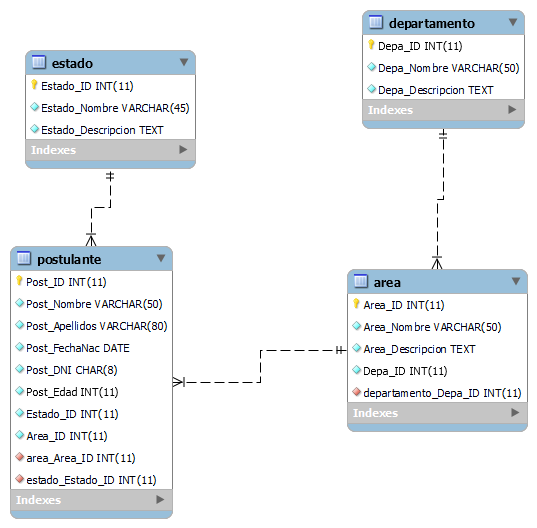 departamento
Depa_ID INT(11)
Depa_Nombre VARCHAR(50)
Depa_Descripcion TEXT
Indexes
estado
Estado_ID INT(11)
Estado_Nombre VARCHAR(45)
Estado_Descripcion TEXT
Indexes
postulante
Post_ID INT(11)
Post_Nombre VARCHAR(50)
Post_Apellidos VARCHAR(80)
Post_FechaNac DATE
Post_DNI CHAR(8)
Post_Edad INT(11)
Estado_ID INT(11)
Area_ID INT(11)
area_Area_ID INT(11)
estado_Estado_ID INT(11)
Indexes
area
Area_ID INT(11)
Area_Nombre VARCHAR(50)
Area_Descripcion TEXT
Depa_ID INT(11)
departamento_Depa_ID INT(11)
Indexes